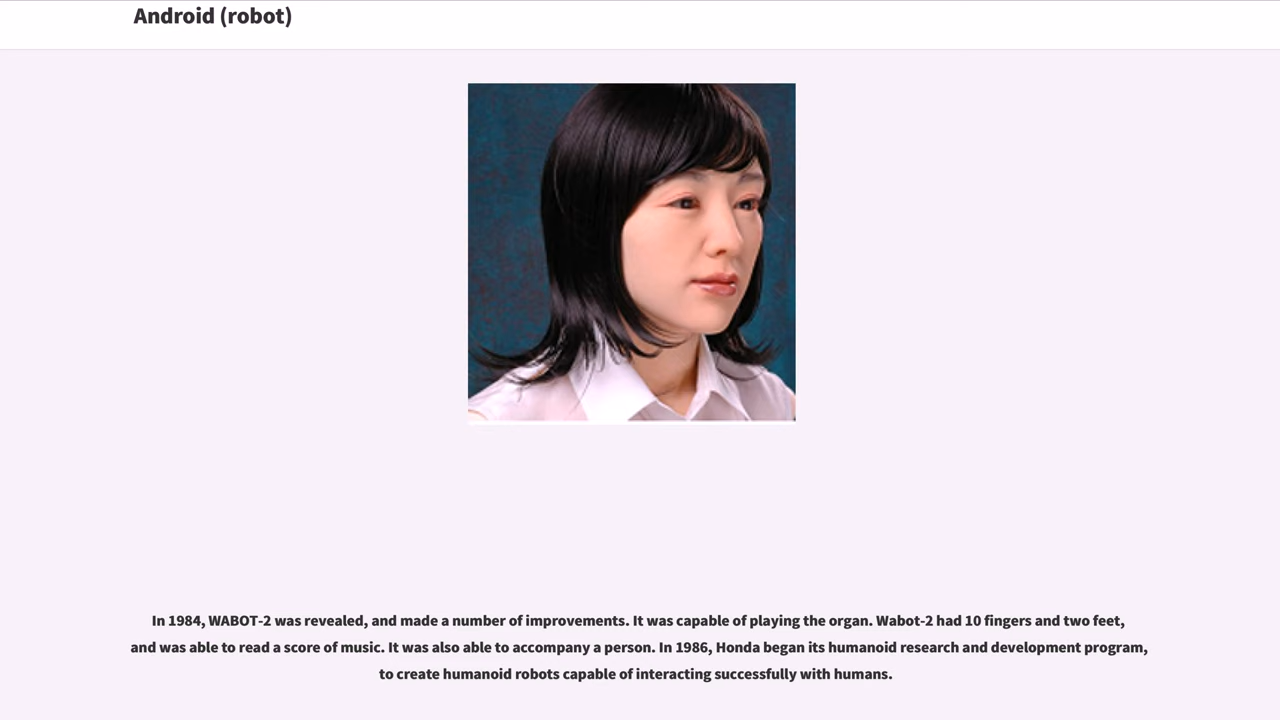 Android (robot)
In 1984, WABOT-2 was revealed, and made a number of improvements. It was capable of playing the organ. Wabot-2 had 10 fingers and two feet,
and was able to read a score of music. It was also able to accompany a person. In 1986, Honda began its humanoid research and development program,
to create humanoid robots capable of interacting successfully with humans.